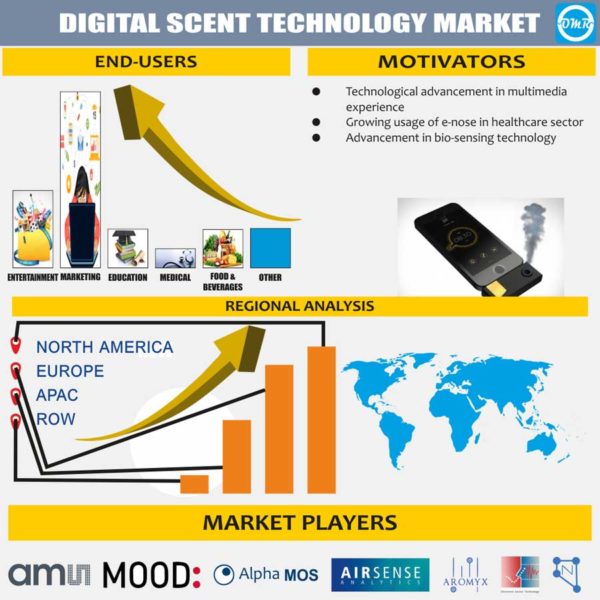 DIGITAL SCENT TECHNOLOGY MARKET
DMR
END-USERS
MOTIVATORS
● Technological advancement in multimedia
experience
● Growing usage of e-nose in healthcare sector
● Advancement in bio-sensing technology
ENTERTAINMENT MARKETING EDUCATION MEDICAL FOOD & BEVERAGES OTHER
REGIONAL ANALYSIS
NORTH AMERICA
EUROPE
APAC
ROW
MARKET PLAYERS
amu
MOOD:
Alpha MOS
AIRSENSE
ANALYTICS
AROMYX
N